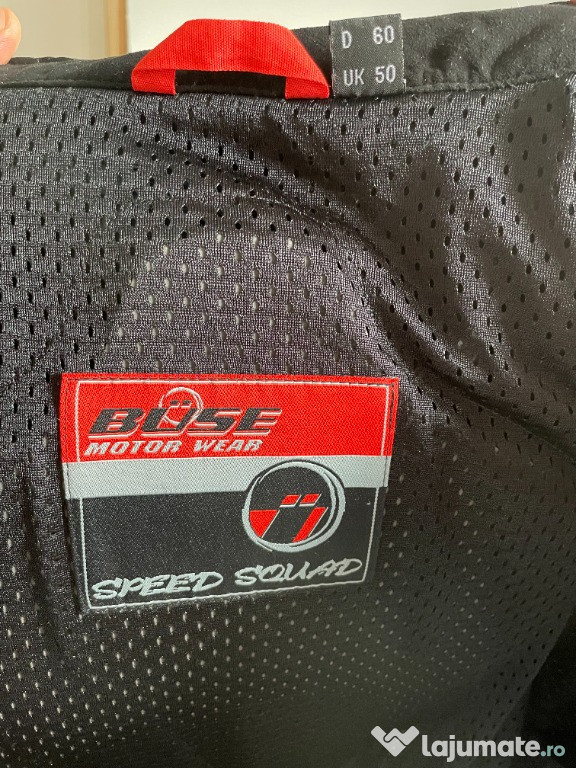 D 60
UK 50
BÜSE
MOTOR WEAR
SPEED SQUAD
lajumate.ro